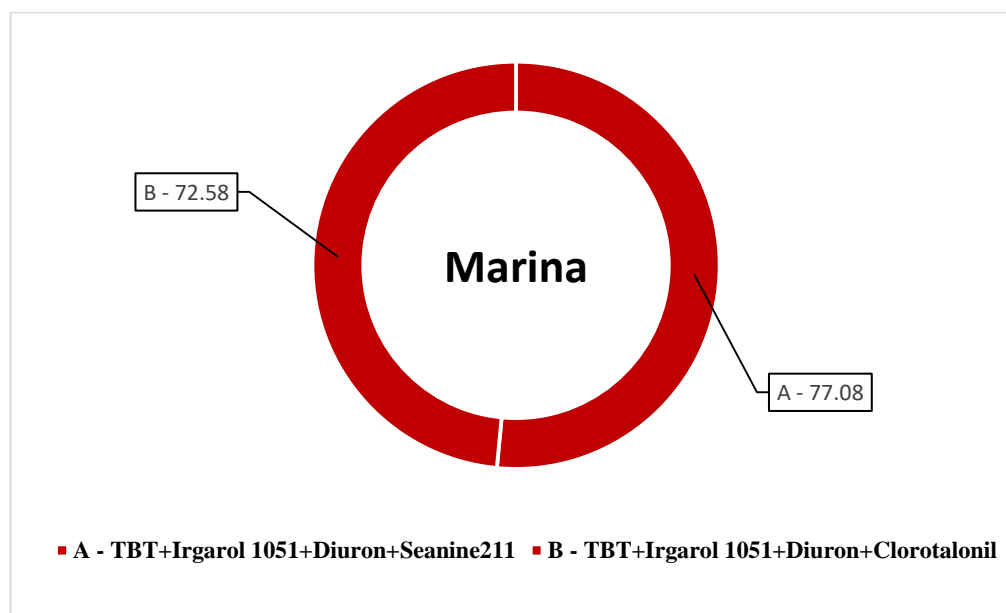 B - 72.58
Marina
A - 77.08
A - TBT+Irgarol 1051+Diuron+Seanine211 B - TBT+Irgarol 1051+Diuron+Clorotalonil